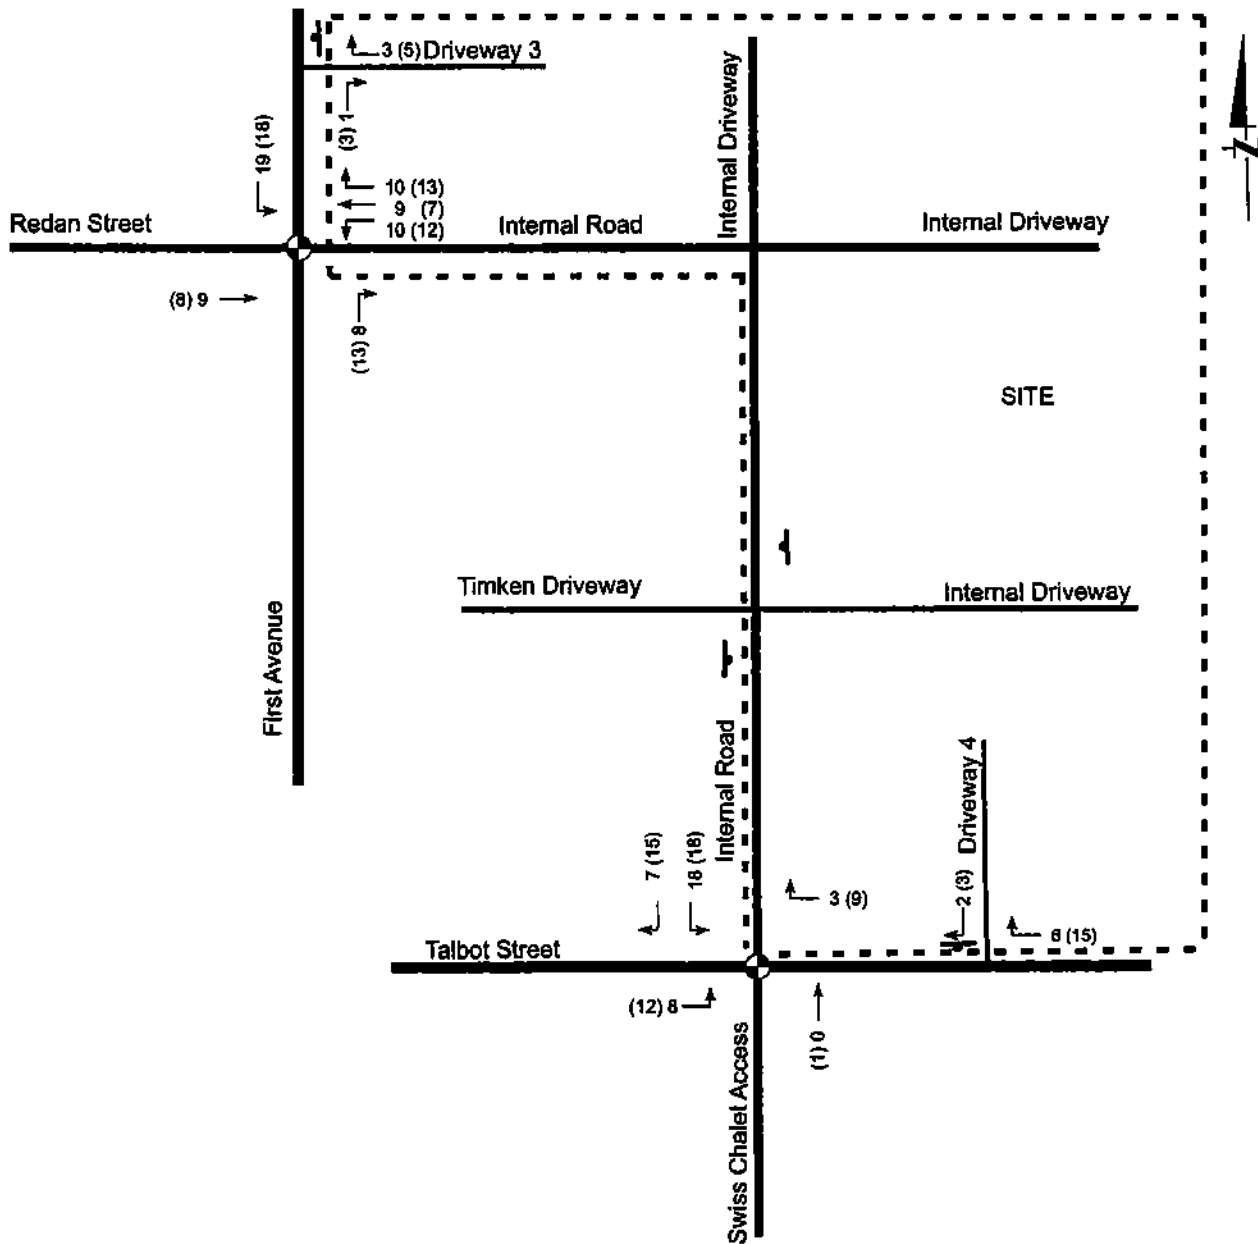 3 (5) Driveway 3
(3) 1
19 (18)
Internal Driveway
N
10 (13)
9 (7)
10 (12)
Redan Street
Internal Road
Internal Driveway
(8) 9
(13) 8
SITE
Timken Driveway
Internal Driveway
First Avenue
Internal Road
Driveway 4
7 (15)
18 (18)
2 (3)
3 (9)
6 (15)
Talbot Street
(12) 8
(1) 0
Swiss Chalet Access